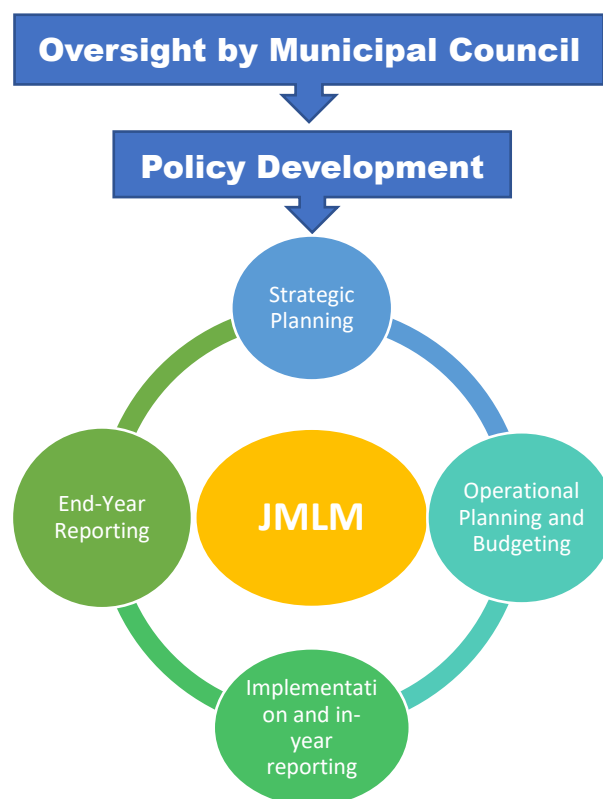 Oversight by Municipal Council
Policy Development
Strategic
Planning
End-Year
Reporting
JMLM
Operational
Planning and
Budgeting
Implementati
on and in-
year
reporting